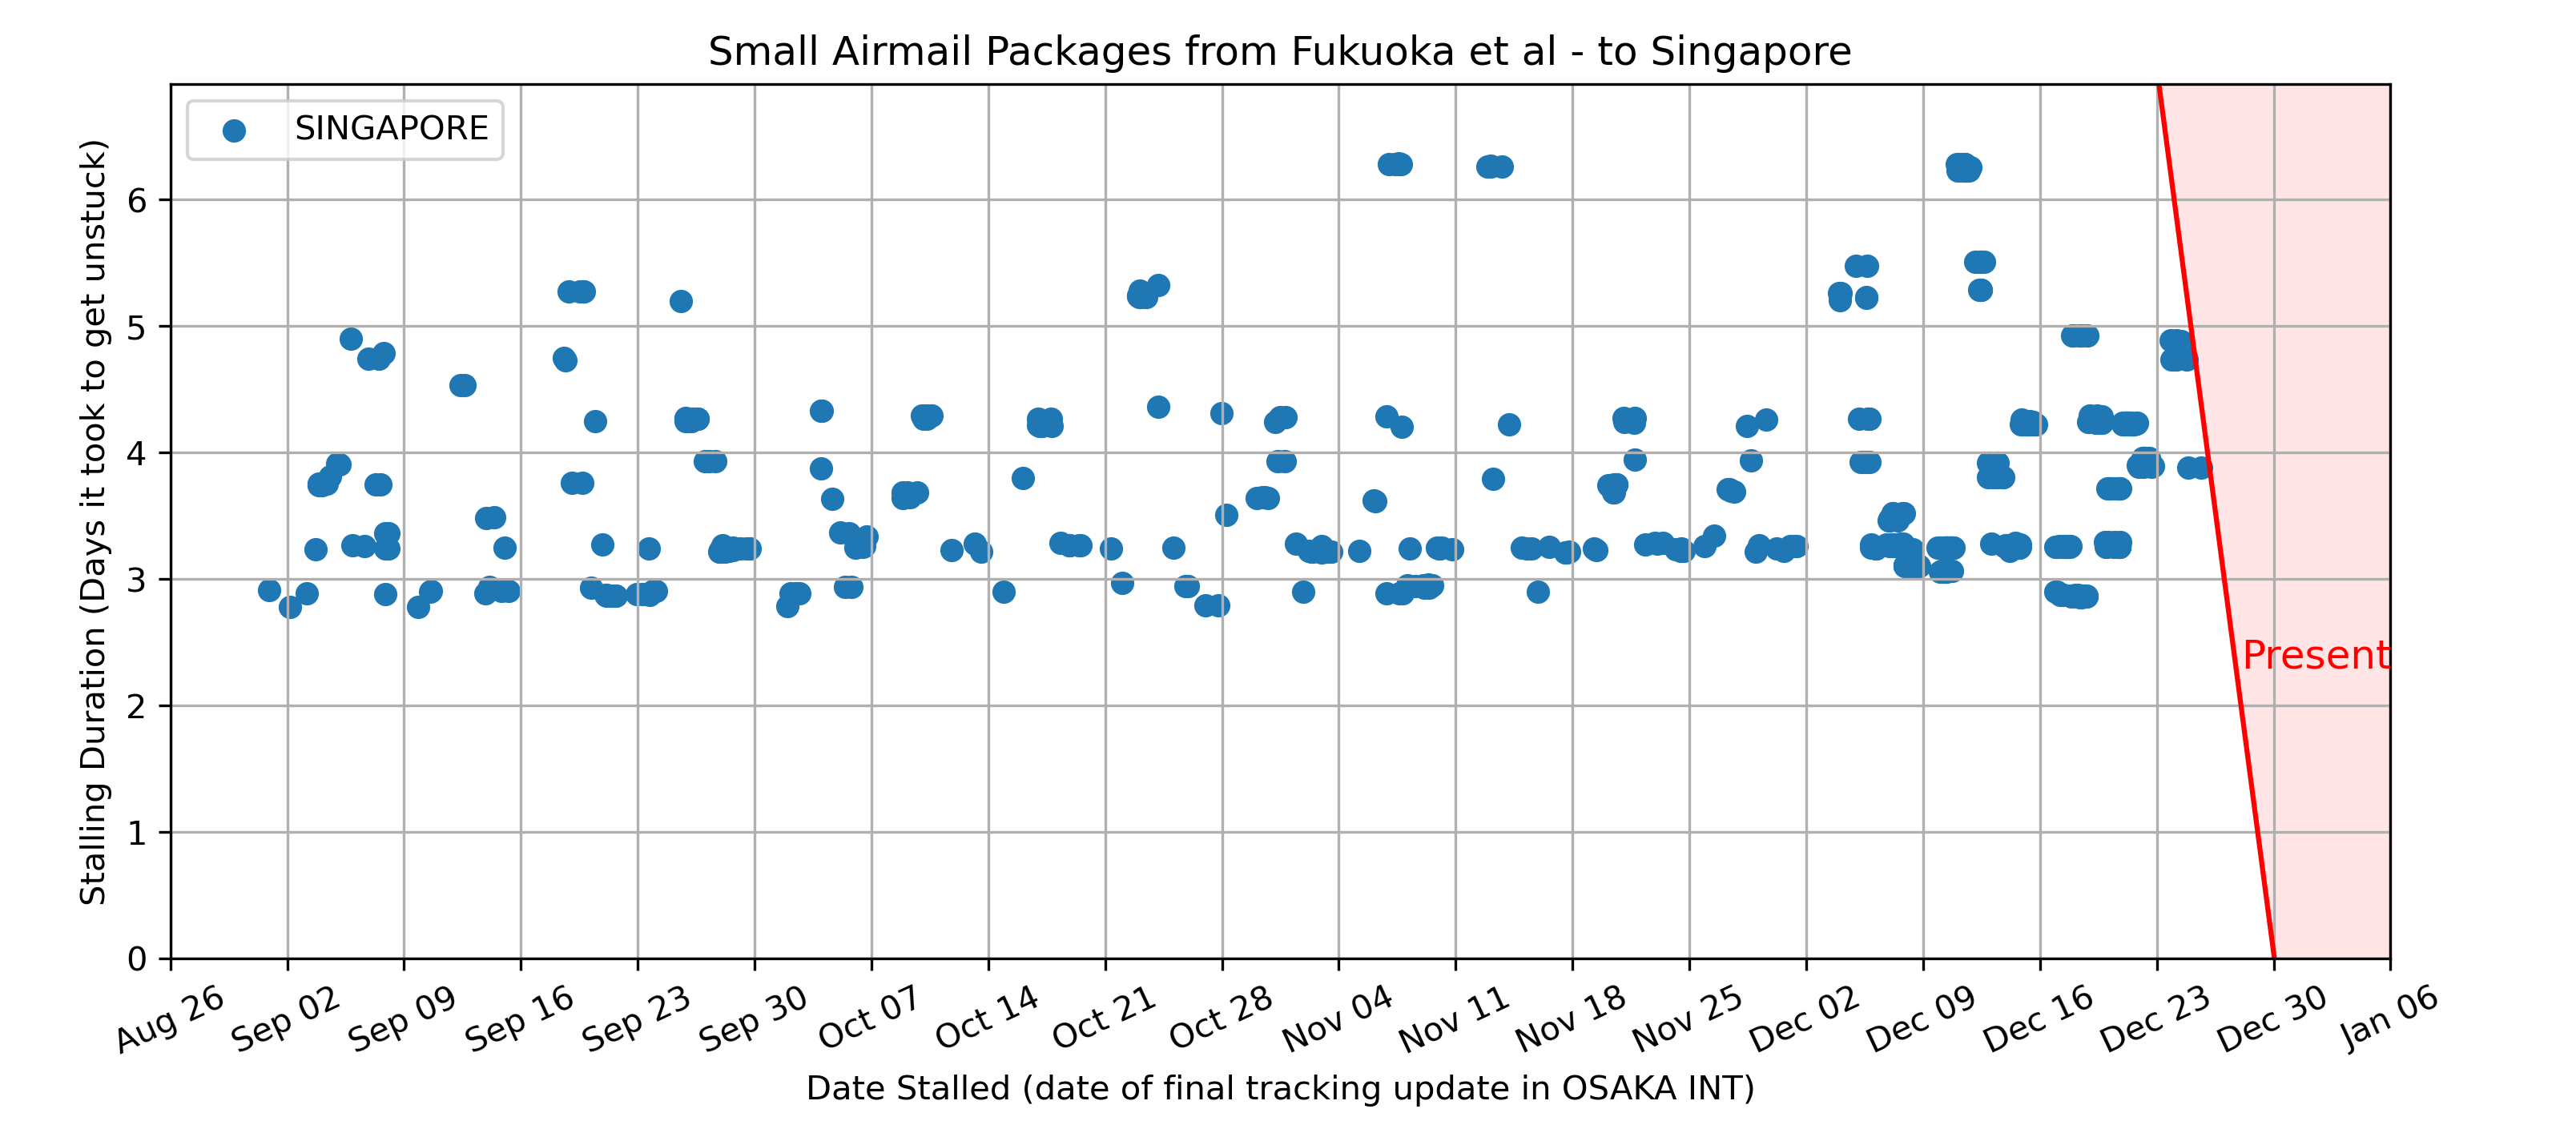 Small Airmail Packages from Fukuoka et al - to Singapore
SINGAPORE
Stalling Duration (Days it took to get unstuck)
6
5
4
3
2
1
0
Present
Aug 26
Sep 02
Sep 09
Sep 16
Sep 23
Sep 30
Oct 07
Oct 14
Oct 21
Oct 28
Nov 04
Nov 11
Nov 18
Nov 25
Dec 02
Dec 09
Dec 16
Dec 23
Dec 30
Jan 06
Date Stalled (date of final tracking update in OSAKA INT)